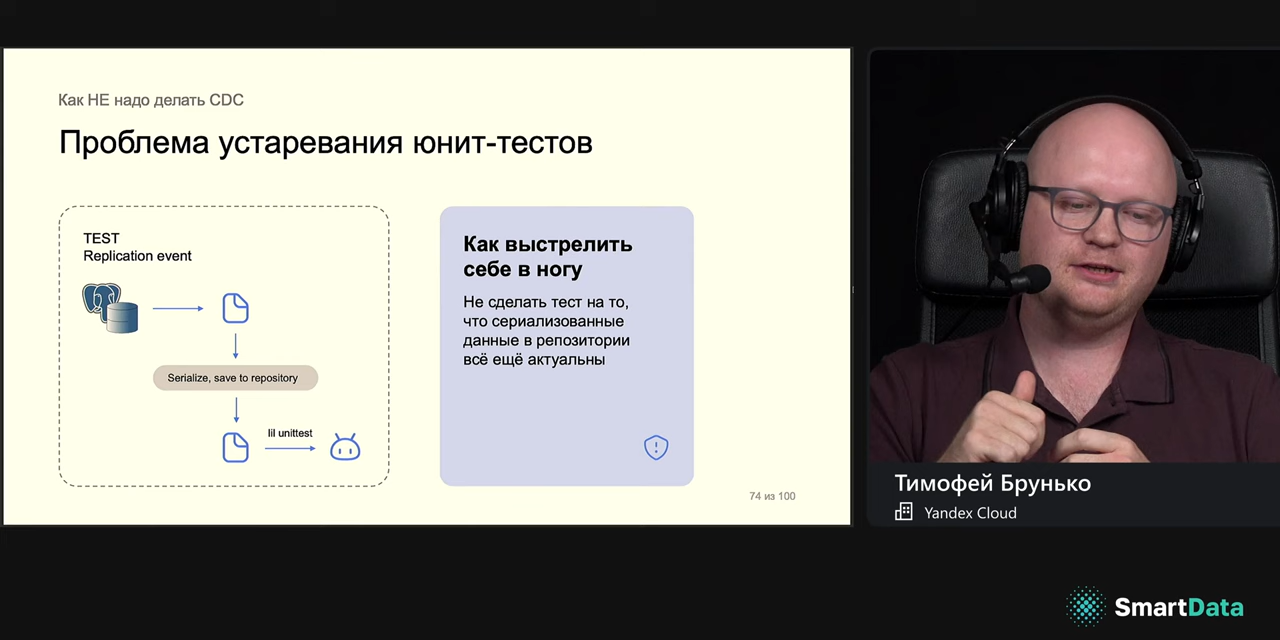 Как НЕ надо делать CDC
Проблема устаревания юнит-тестов
TEST
Replication event
Serialize, save to repository
lil unittest
Как выстрелить
себе в ногу
Не сделать тест на то,
что сериализованные
данные в репозитории
всё ещё актуальны
74 из 100
Тимофей Брунько
Yandex Cloud
SmartData